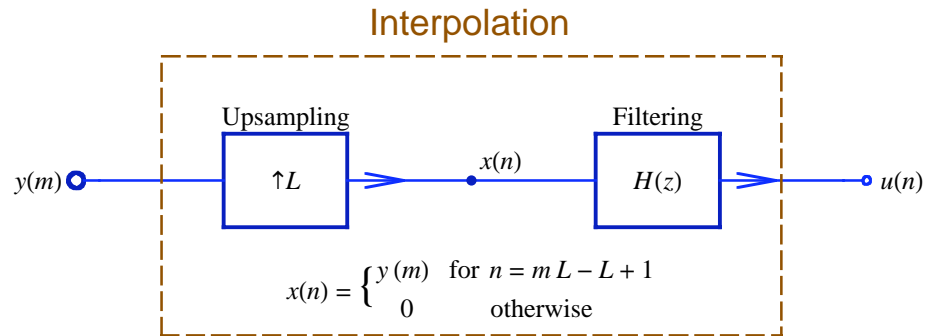 Interpolation
Upsampling Filtering
y(m) ↑L x(n) H(z) u(n)
x(n) = { y (m) for n = m L − L + 1
0 otherwise